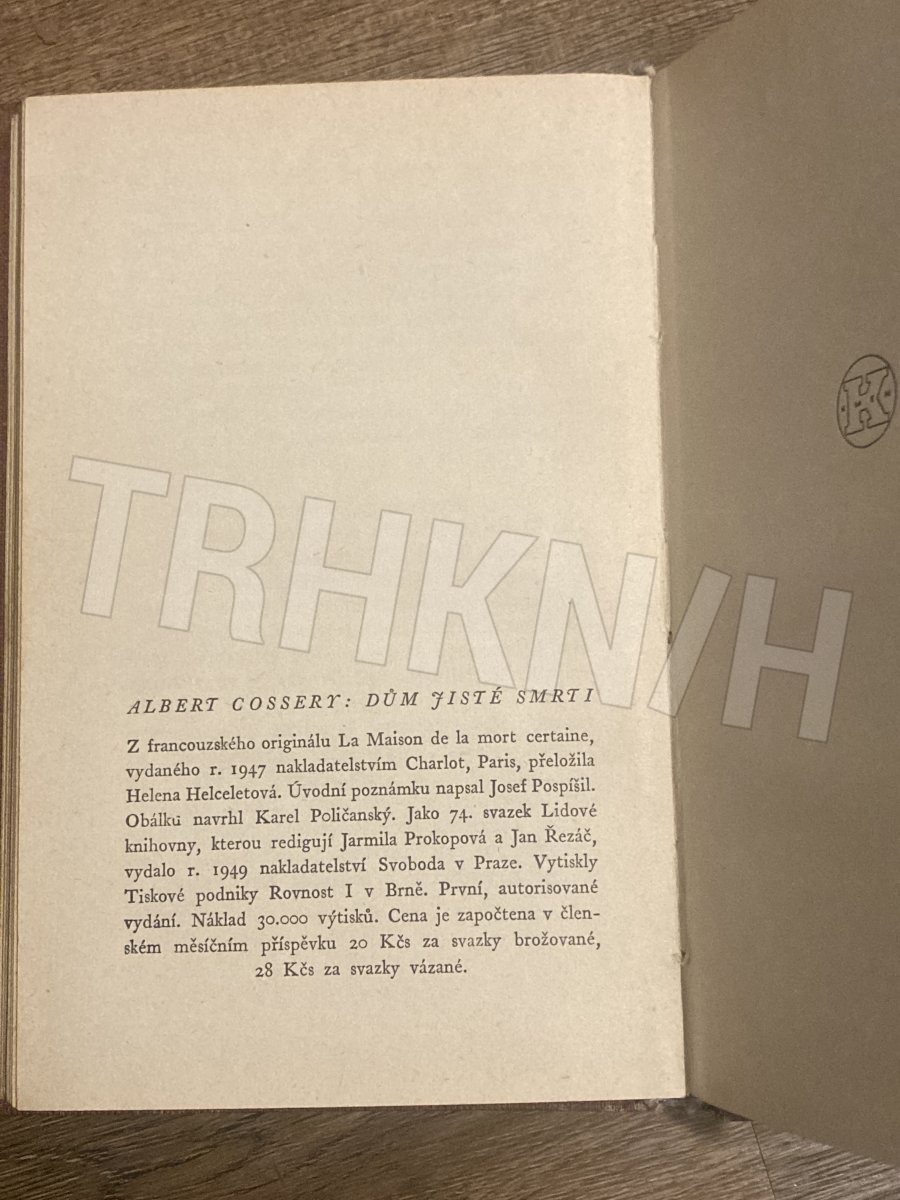 ALBERT COSSERY: DŮM JISTÉ SMRTI
Z francouzského originálu La Maison de la mort certaine,
vydaného r. 1947 nakladatelstvím Charlot, Paris, přeložila
Helena Helceletová. Úvodní poznámku napsal Josef Pospíšil.
Obálku navrhl Karel Poličanský. Jako 74. svazek Lidové
knihovny, kterou redigují Jarmila Prokopová a Jan Řezáč,
vydalo r. 1949 nakladatelství Svoboda v Praze. Vytiskly
Tiskové podniky Rovnost I v Brně. První, autorisované
vydání. Náklad 30.000 výtisků. Cena je započtena v člen-
ském měsíčním příspěvku 20 Kčs za svazky brožované,
28 Kčs za svazky vázané.
K
TRHKN/H